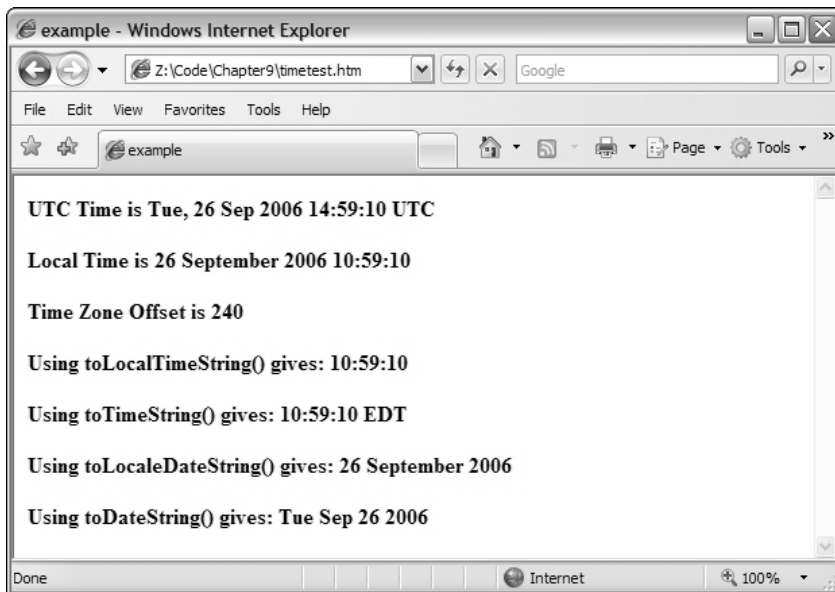 example - Windows Internet Explorer
Z:\Code\Chapter9\timetest.htm
Google
File Edit View Favorites Tools Help
example
Page
Tools
UTC Time is Tue, 26 Sep 2006 14:59:10 UTC
Local Time is 26 September 2006 10:59:10
Time Zone Offset is 240
Using toLocalTimeString() gives: 10:59:10
Using toTimeString() gives: 10:59:10 EDT
Using toLocaleDateString() gives: 26 September 2006
Using toDateString() gives: Tue Sep 26 2006
Done
Internet
100%